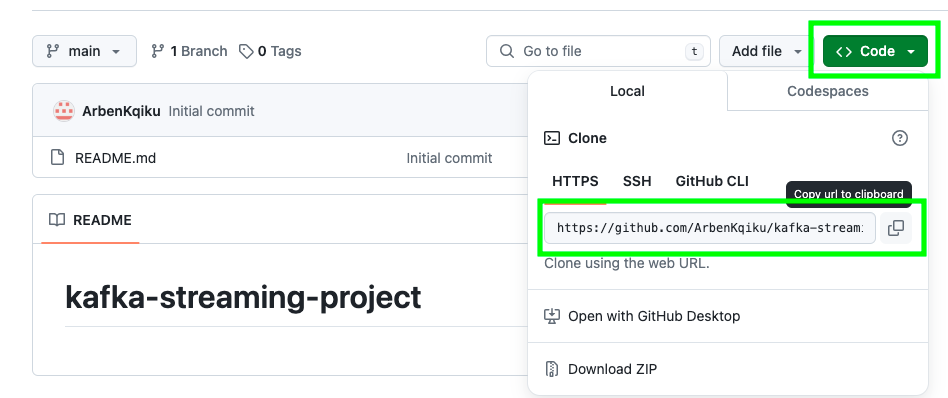 main
1 Branch
0 Tags
Go to file
t
Add file
Code
Local
Codespaces
ArbenKqiku Initial commit
README.md
Initial commit
Clone
HTTPS
SSH
GitHub CLI
Copy url to clipboard
https://github.com/ArbenKqiku/kafka-stream
Clone using the web URL.
Open with GitHub Desktop
Download ZIP
README
kafka-streaming-project